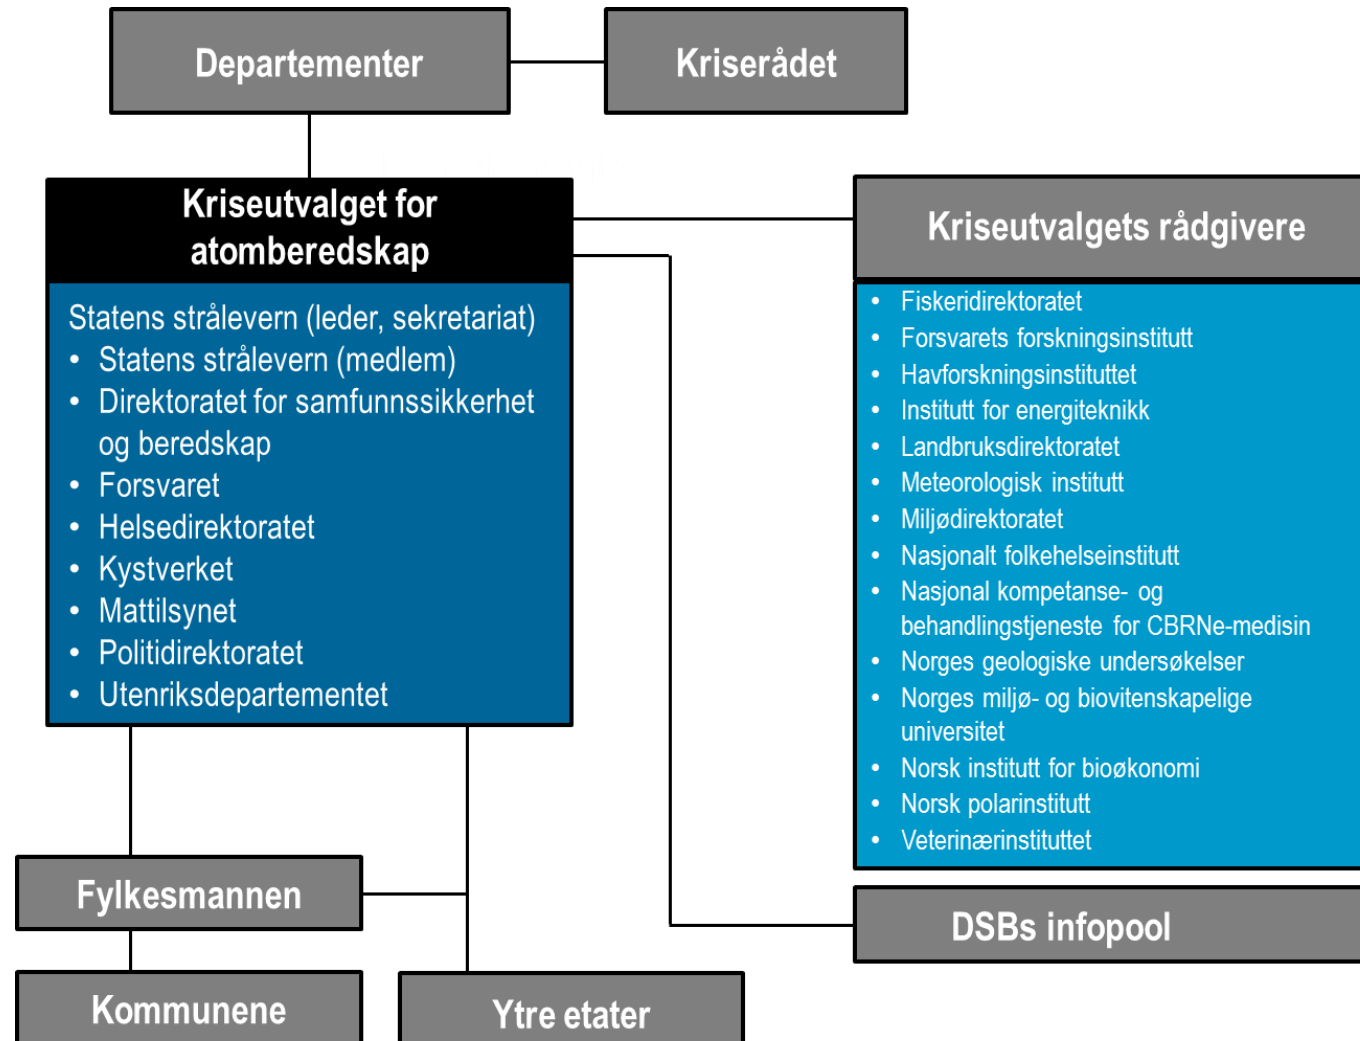 Departementer
Kriserådet
Kriseutvalget for
atomberedskap
Statens strålevern (leder, sekretariat)
• Statens strålevern (medlem)
• Direktoratet for samfunnssikkerhet
og beredskap
• Forsvaret
• Helsedirektoratet
• Kystverket
• Mattilsynet
• Politidirektoratet
• Utenriksdepartementet
Kriseutvalgets rådgivere
• Fiskeridirektoratet
• Forsvarets forskningsinstitutt
• Havforskningsinstituttet
• Institutt for energiteknikk
• Landbruksdirektoratet
• Meteorologisk institutt
• Miljødirektoratet
• Nasjonalt folkehelseinstitutt
• Nasjonal kompetanse- og
behandlingstjeneste for CBRNe-medisin
• Norges geologiske undersøkelser
• Norges miljø- og biovitenskapelige
universitet
• Norsk institutt for bioøkonomi
• Norsk polarinstitutt
• Veterinærinstituttet
DSBs infopool
Fylkesmannen
Kommunene
Ytre etater